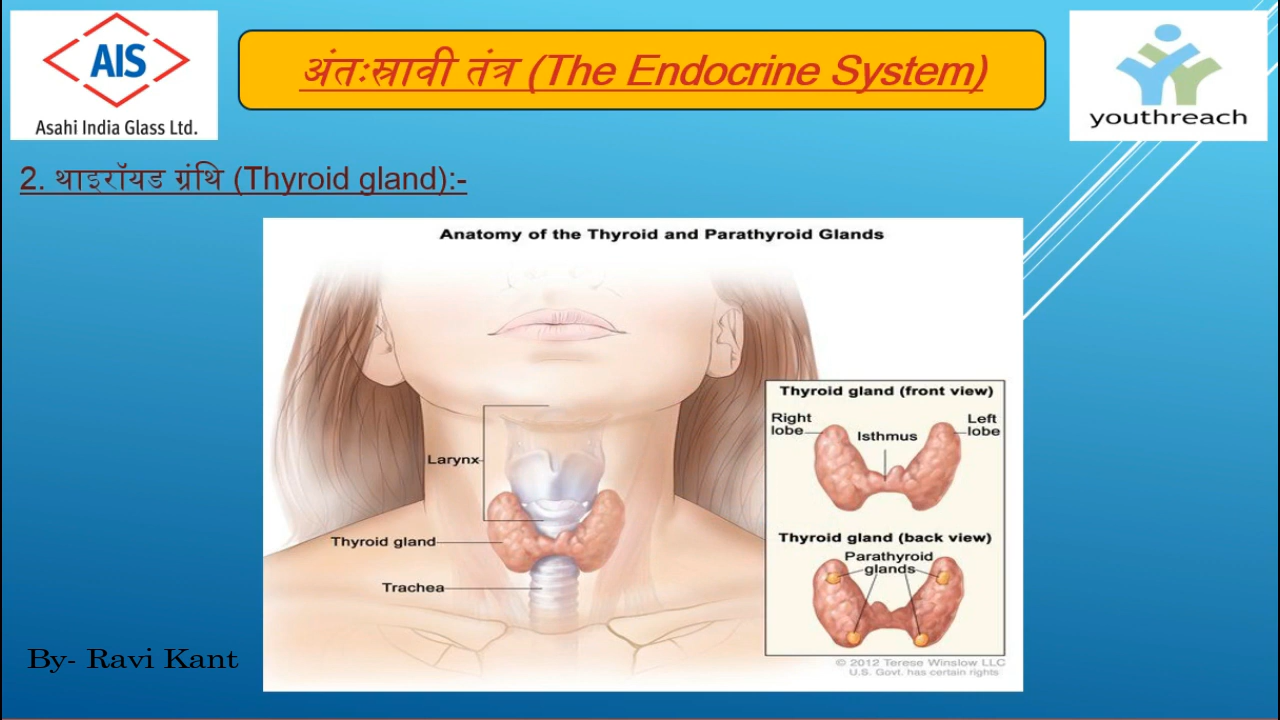 AIS
Asahi India Glass Ltd.
अंतःस्रावी तंत्र (The Endocrine System)
youthreach
2. थाइरॉयड ग्रंथि (Thyroid gland):-
Anatomy of the Thyroid and Parathyroid Glands
Larynx
Thyroid gland
Trachea
Thyroid gland (front view)
Right
lobe
Isthmus
Left
lobe
Thyroid gland (back view)
Parathyroid
glands
© 2012 Terese Winslow LLC
U.S. Govt. has certain rights
By- Ravi Kant